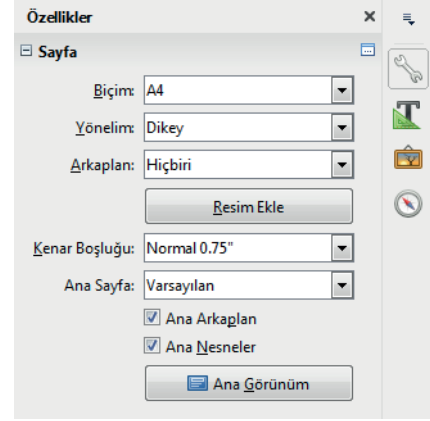 Özellikler
Sayfa
Biçim: A4
Yönelim: Dikey
Arkaplan: Hiçbiri
Resim Ekle
Kenar Boşluğu: Normal 0.75"
Ana Sayfa: Varsayılan
Ana Arkaplan
Ana Nesneler
Ana Görünüm